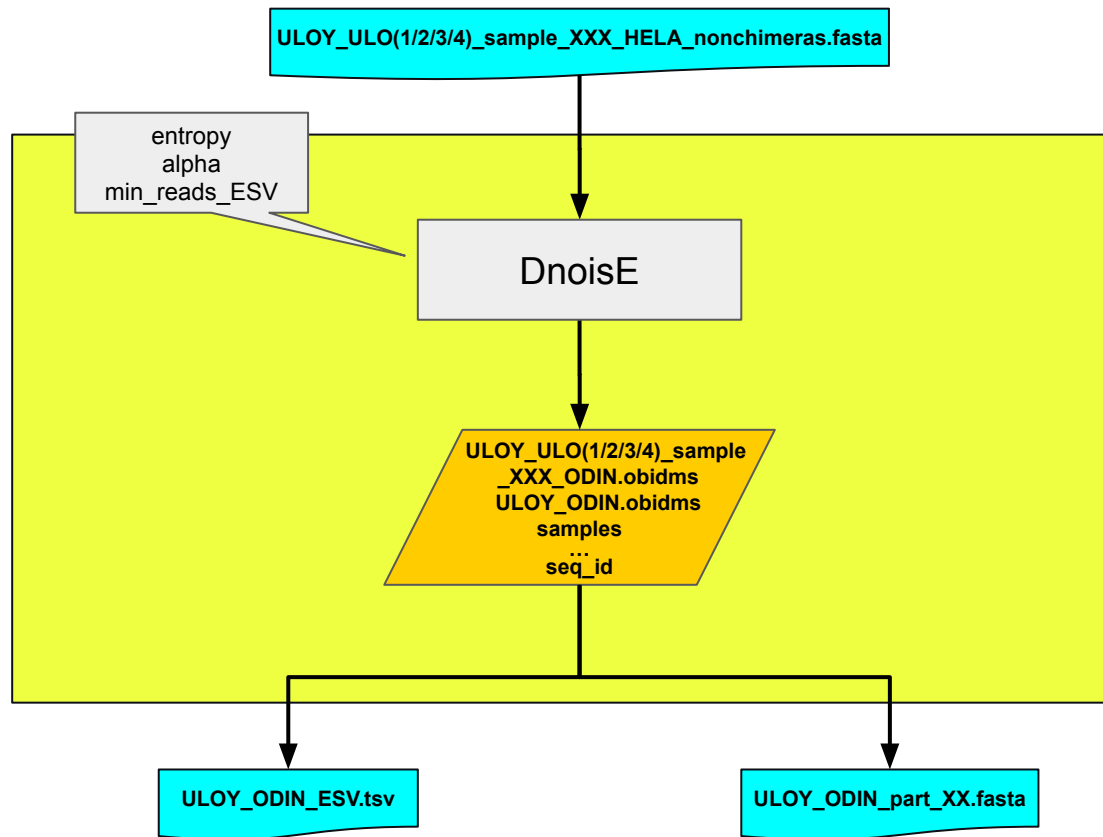 ULOY_ULO(1/2/3/4)_sample_XXX_HELA_nonchimeras.fasta
entropy
alpha
min_reads_ESV
DnoisE
ULOY_ULO(1/2/3/4)_sample
_XXX_ODIN.obidms
ULOY_ODIN.obidms
samples
...
seq_id
ULOY_ODIN_ESV.tsv
ULOY_ODIN_part_XX.fasta